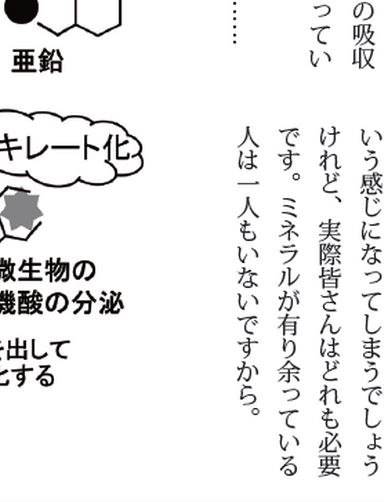 の吸収
ってい
……
いう感じになってしまうでしょう
けれど、実際皆さんはどれも必要
です。ミネラルが有り余っている
人は一人もいないですから。
亜鉛
キレート化
微生物の
機酸の分泌
を出して
化する